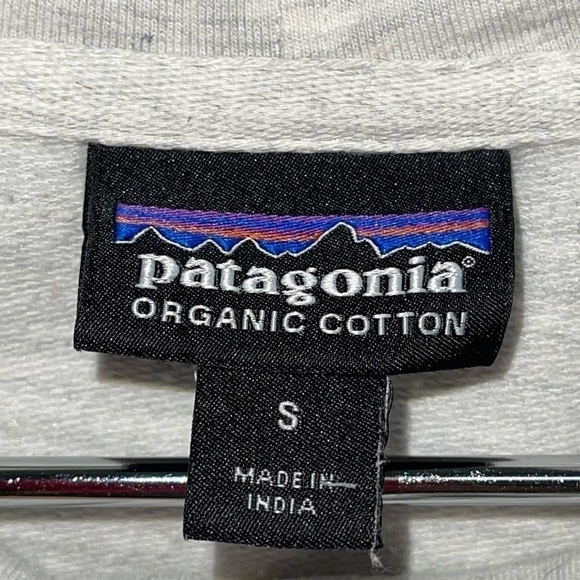 patagonia®
ORGANIC COTTON
S
MADE IN
INDIA